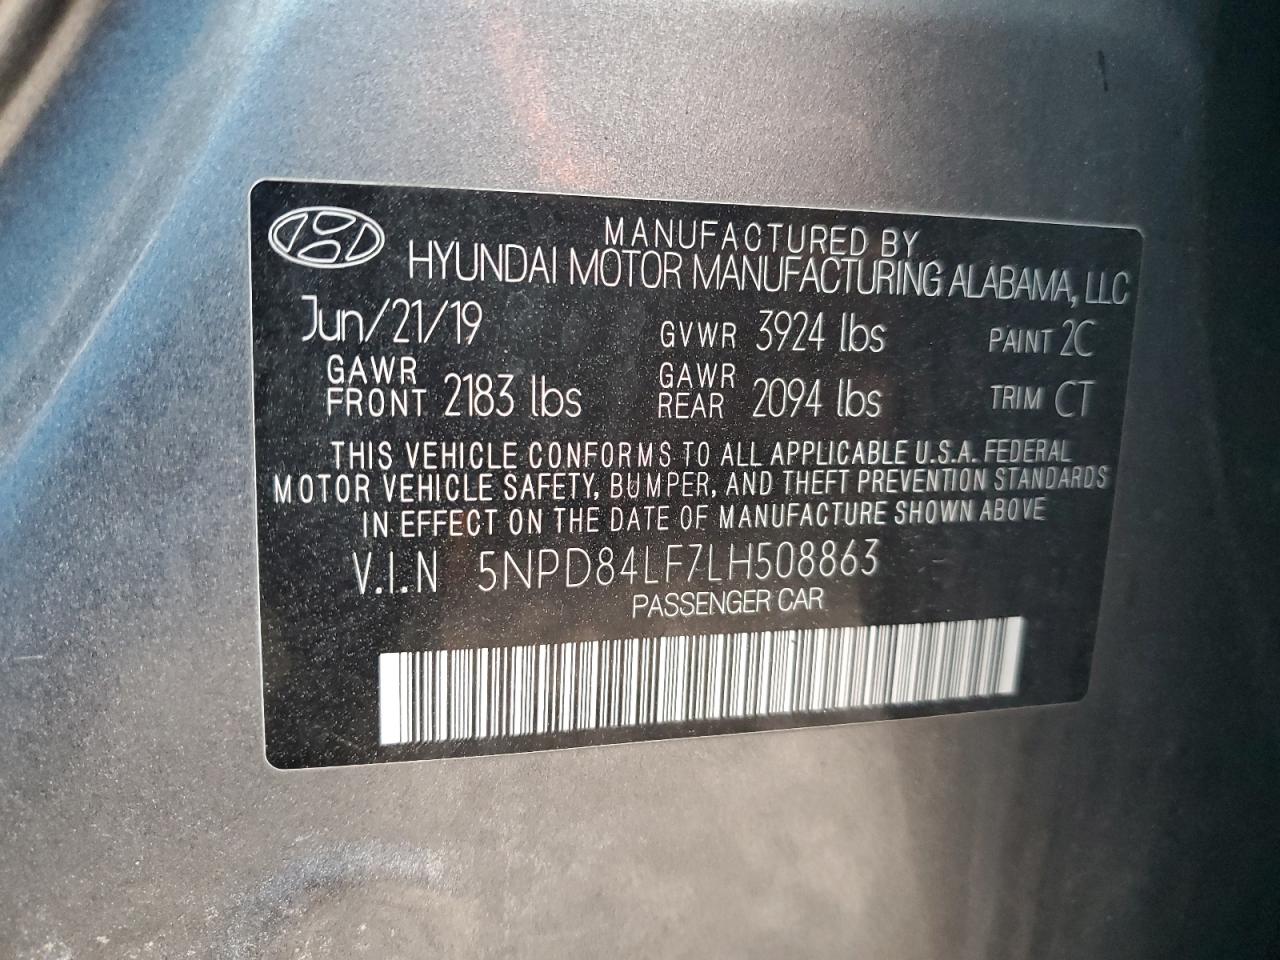 MANUFACTURED BY
HYUNDAI MOTOR MANUFACTURING ALABAMA, LLC
Jun/21/19 GVWR 3924 lbs PAINT 2C
GAWR FRONT 2183 lbs GAWR REAR 2094 lbs TRIM CT
THIS VEHICLE CONFORMS TO ALL APPLICABLE U.S.A. FEDERAL
MOTOR VEHICLE SAFETY, BUMPER, AND THEFT PREVENTION STANDARDS
IN EFFECT ON THE DATE OF MANUFACTURE SHOWN ABOVE
V.I.N 5NPD84LF7LH508863
PASSENGER CAR